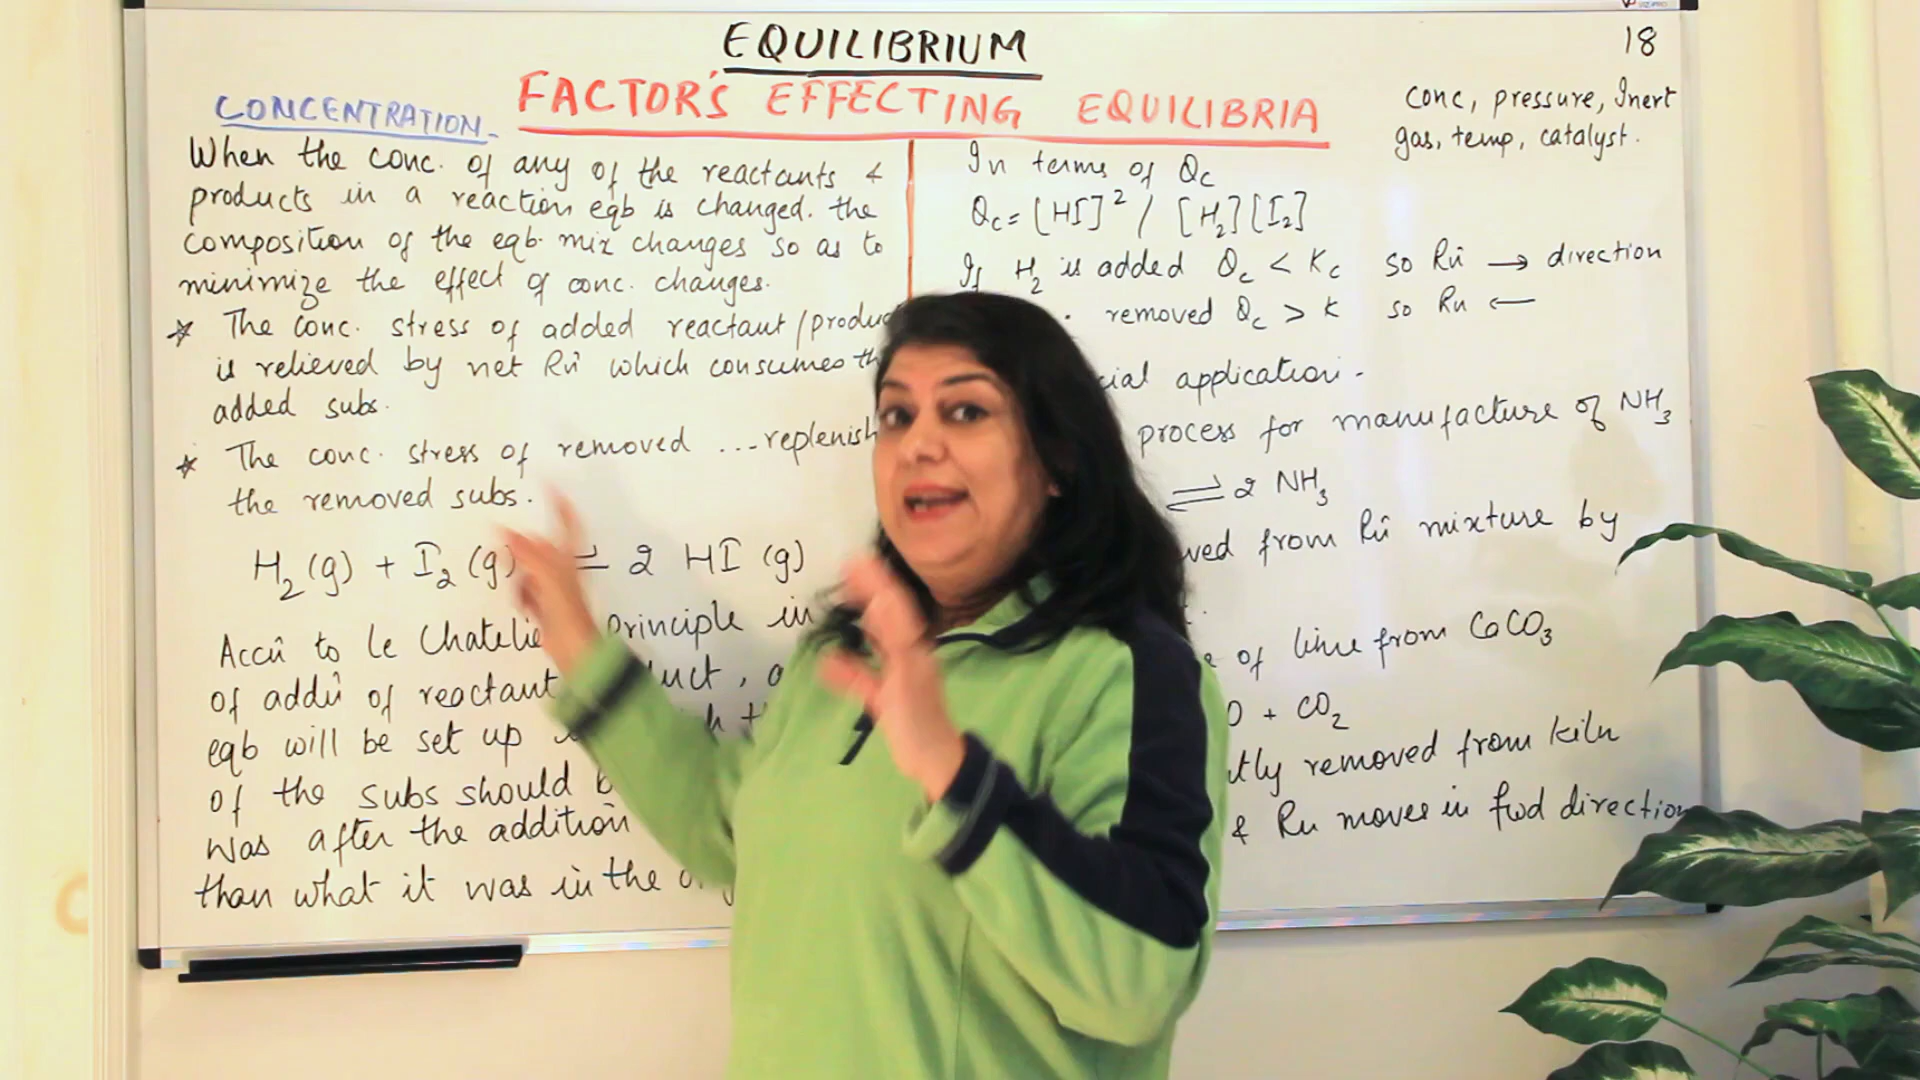 EQUILIBRIUM
18
FACTOR'S EFFECTING EQUILIBRIA
conc, pressure, Inert
gas, temp, catalyst.
CONCENTRATION
When the conc. of any of the reactants &
products in a reaction eqb is changed. the
composition of the eqb. mix changes so as to
minimize the effect of conc. changes.
☆ The conc. stress of added reactant/produc
is relieved by net Rn̂ which consumes th
added subs.
☆ The conc. stress of removed ... replenish
the removed subs.
H₂(g) + I₂(g) ⇌ 2 HI (g)
Accn̂ to le Chatelie Principle in
of addn̂ of reactant duct, a
eqb will be set up
of the subs should b
was after the addition
than what it was in the
In terms of Qc
Qc = [HI]² / [H₂][I₂]
If H₂ is added Qc < Kc so Rn̂ → direction
removed Qc > K so Rn ←
cial application.
process for manufacture of NH₃
⇌ 2 NH₃
ved from Rn̂ mixture by
of lime from CaCO₃
O + CO₂
tly removed from kiln
& Rn moves in fwd direction